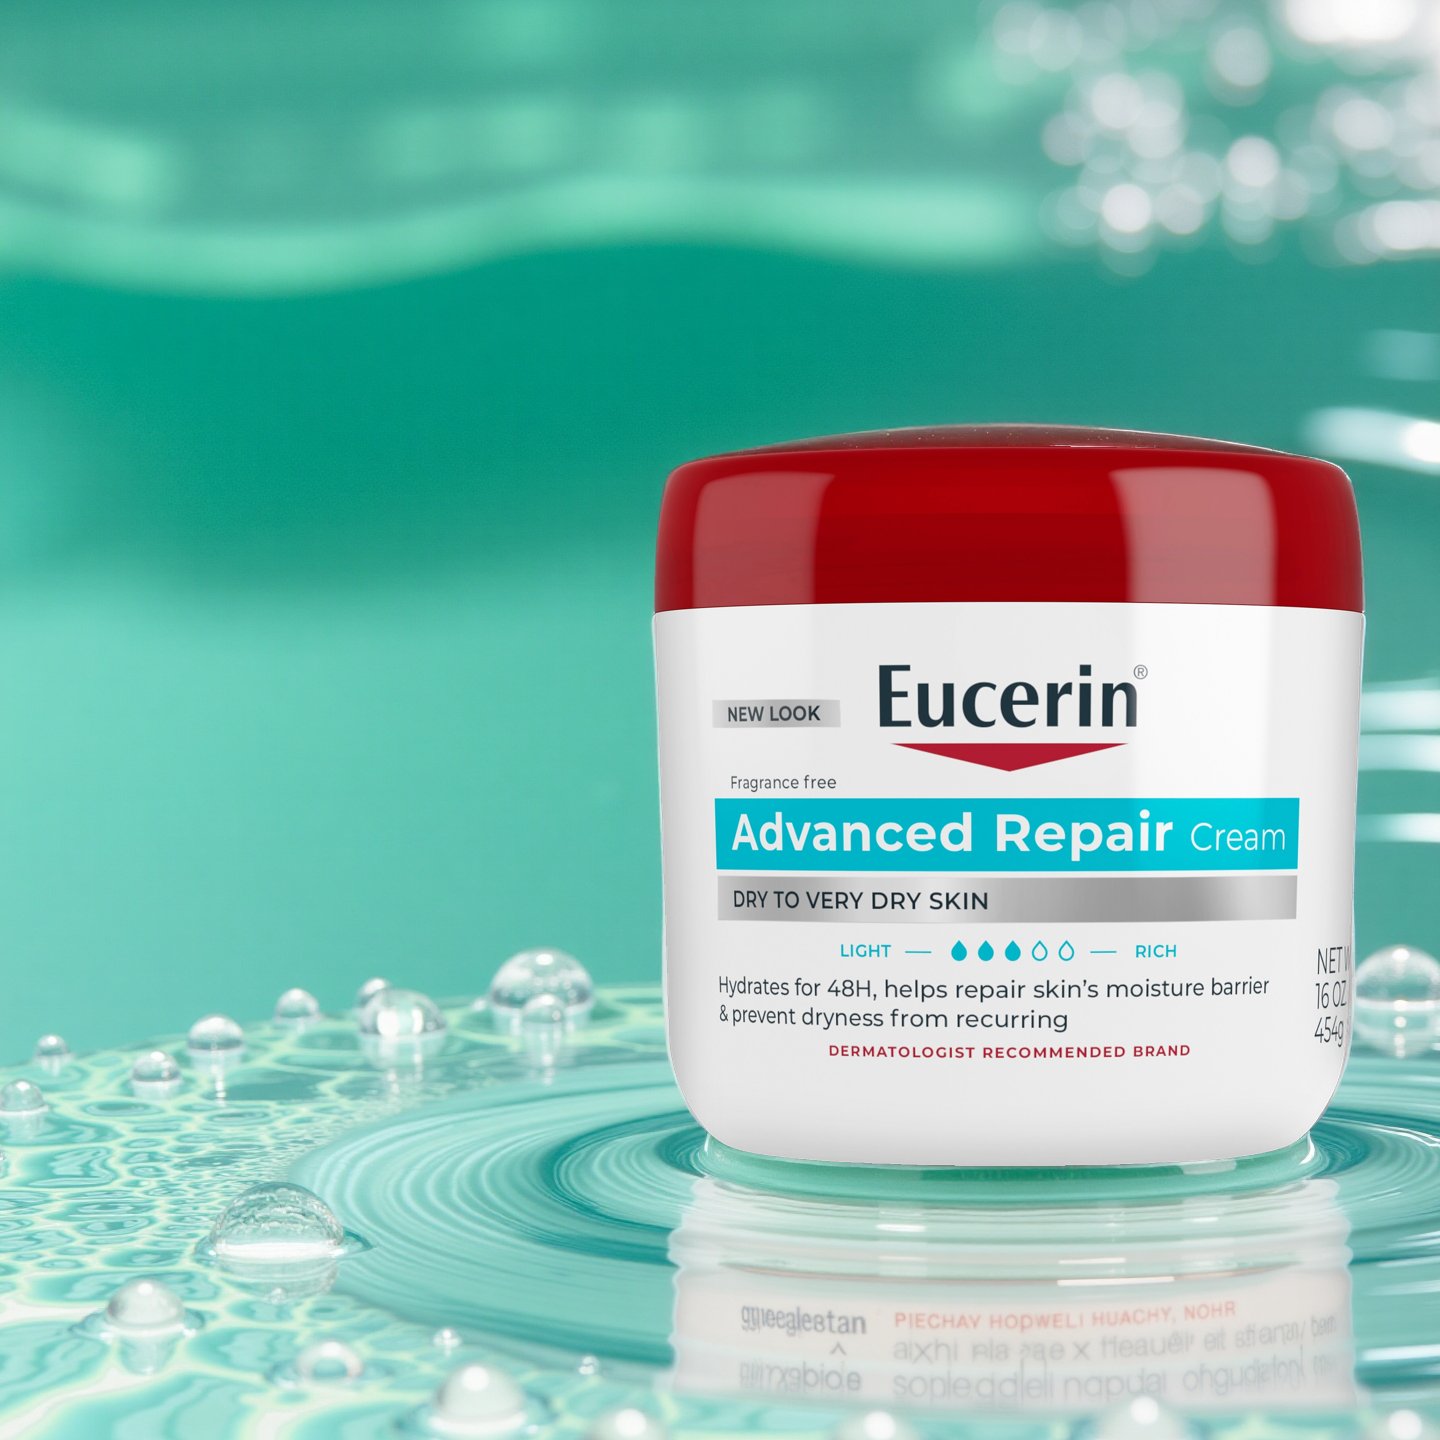 Eucerin®
NEW LOOK
Fragrance free
Advanced Repair Cream
DRY TO VERY DRY SKIN
LIGHT — — RICH
Hydrates for 48H, helps repair skin's moisture barrier
& prevent dryness from recurring
DERMATOLOGIST RECOMMENDED BRAND
NET
16 OZ
454g